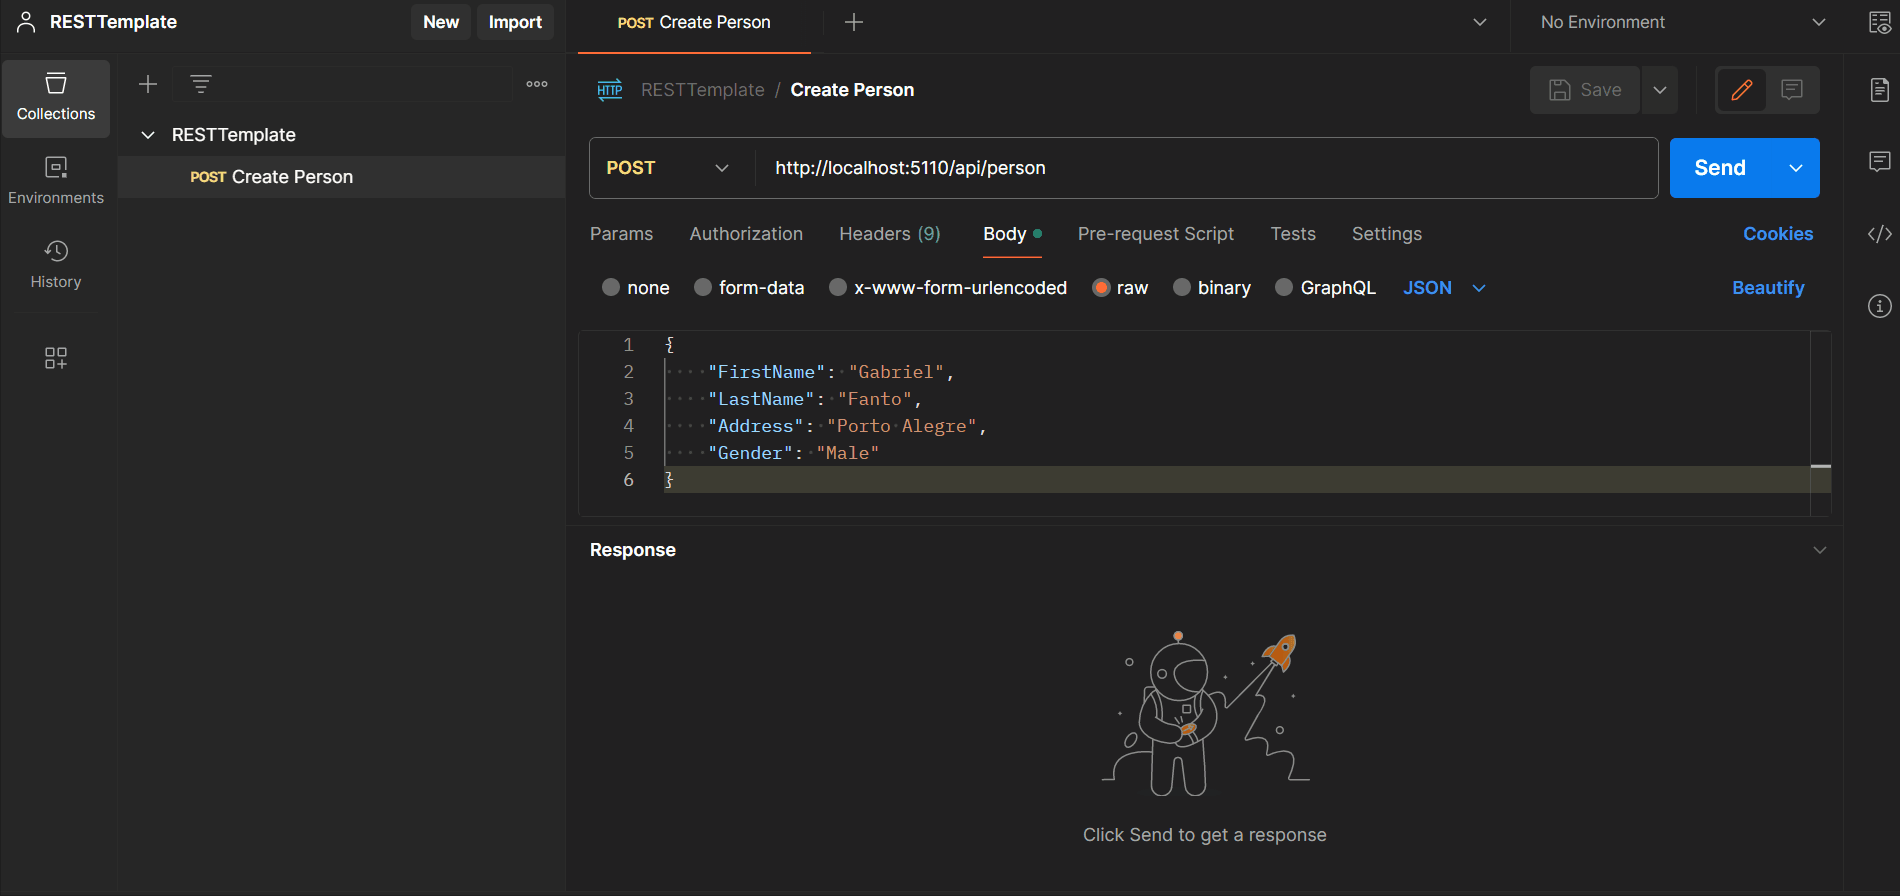 RESTTemplate New Import
POST Create Person
No Environment
Collections
Environments
History
RESTTemplate
POST Create Person
HTTP RESTTemplate / Create Person
Save
POST http://localhost:5110/api/person
Send
Params Authorization Headers (9) Body Pre-request Script Tests Settings Cookies
none form-data x-www-form-urlencoded raw binary GraphQL JSON Beautify
1 {
2 "FirstName": "Gabriel",
3 "LastName": "Fanto",
4 "Address": "Porto Alegre",
5 "Gender": "Male"
6 }
Response
Click Send to get a response